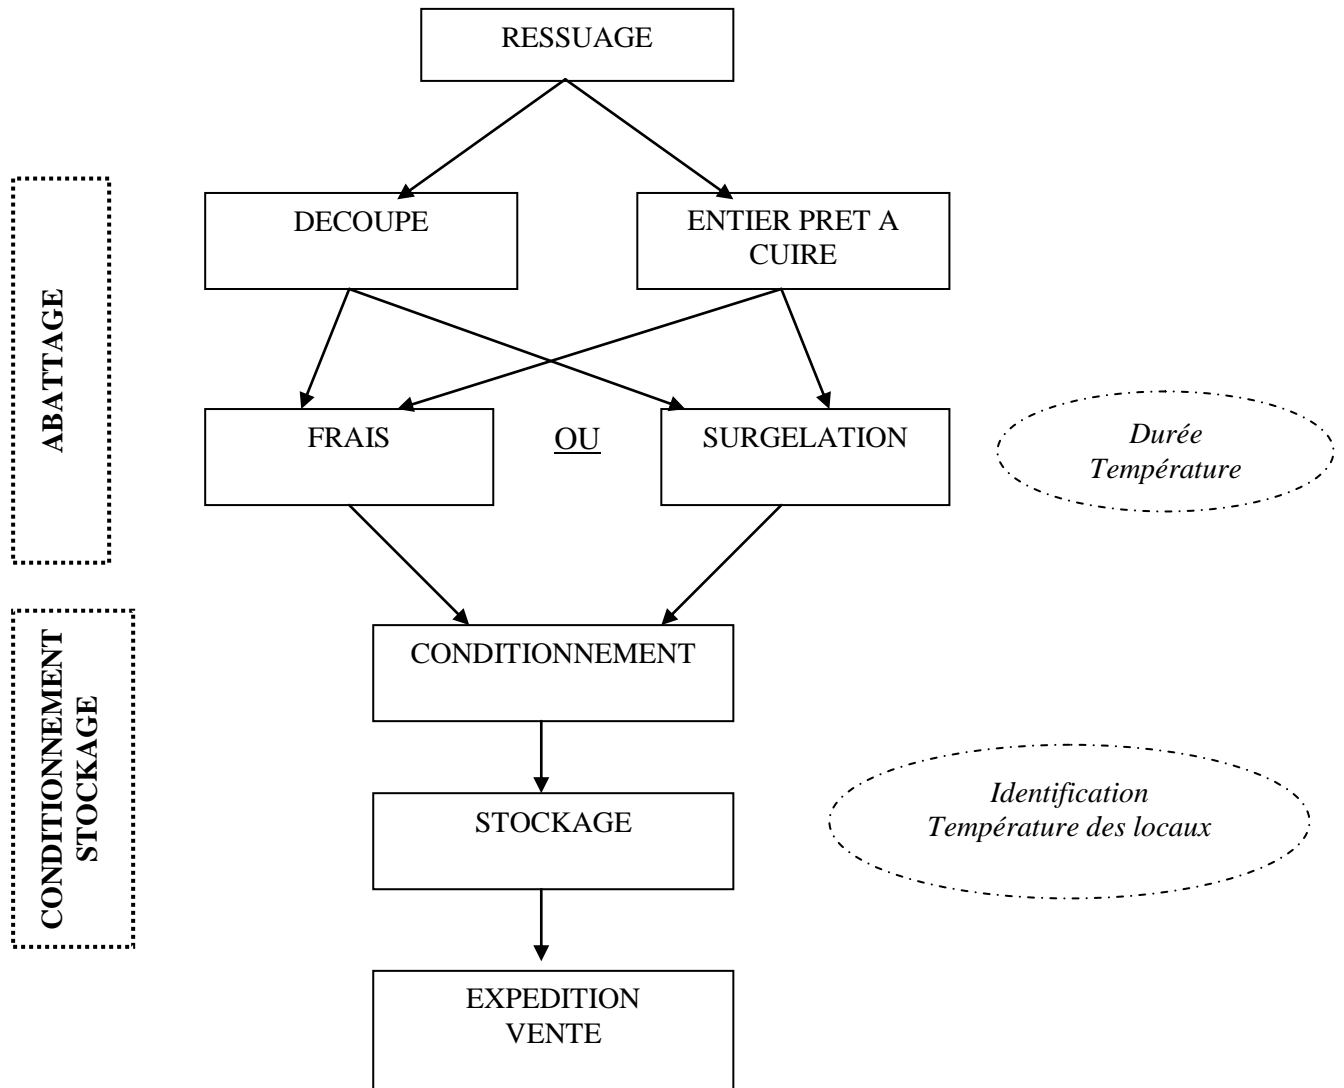 RESSUAGE
DECOUPE
ENTIER PRET A
CUIRE
ABATTAGE
FRAIS
OU
SURGELATION
Durée
Température
CONDITIONNEMENT
STOCKAGE
CONDITIONNEMENT
STOCKAGE
Identification
Température des locaux
EXPEDITION
VENTE